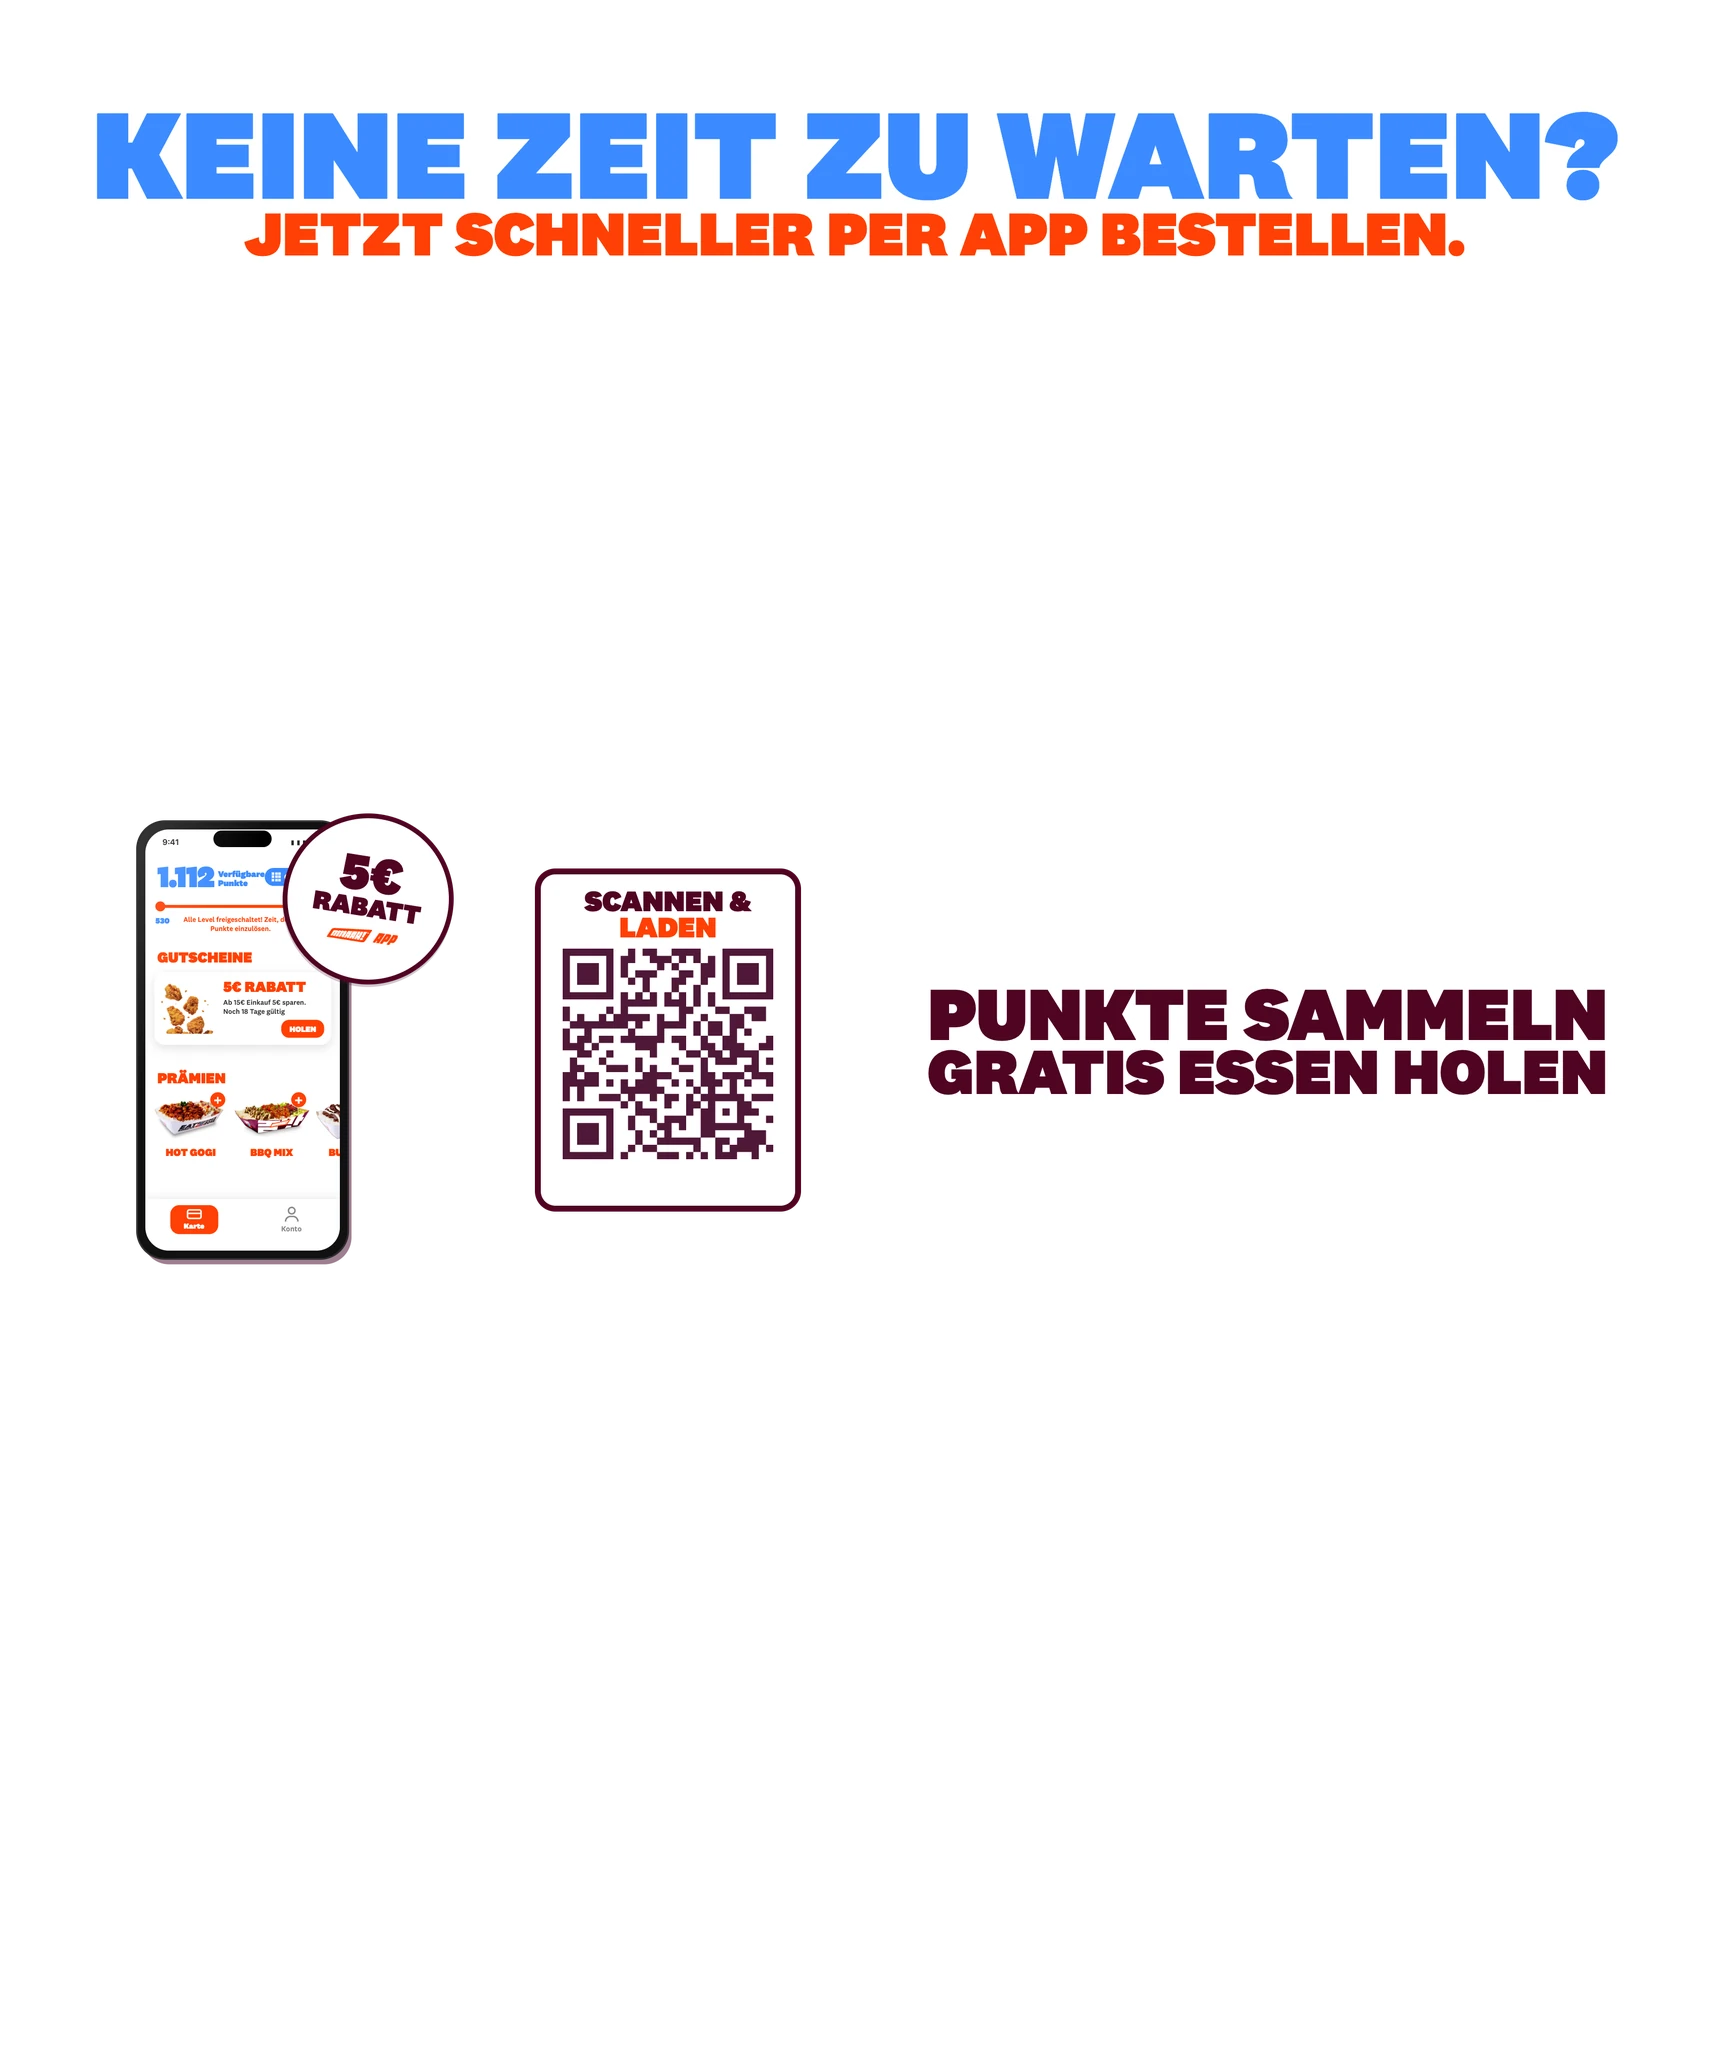 KEINE ZEIT ZU WARTEN?
JETZT SCHNELLER PER APP BESTELLEN.
9:41
1.112 Verfügbare
Punkte
530
Alle Level freigeschaltet! Zeit,
Punkte einzulösen.
5€
RABATT
APP
GUTSCHEINE
5€ RABATT
Ab 15€ Einkauf 5€ sparen.
Noch 18 Tage gültig
HOLEN
PRÄMIEN
HOT GOGI
BBQ MIX
Karte
Konto
SCANNEN &
LADEN
PUNKTE SAMMELN
GRATIS ESSEN HOLEN